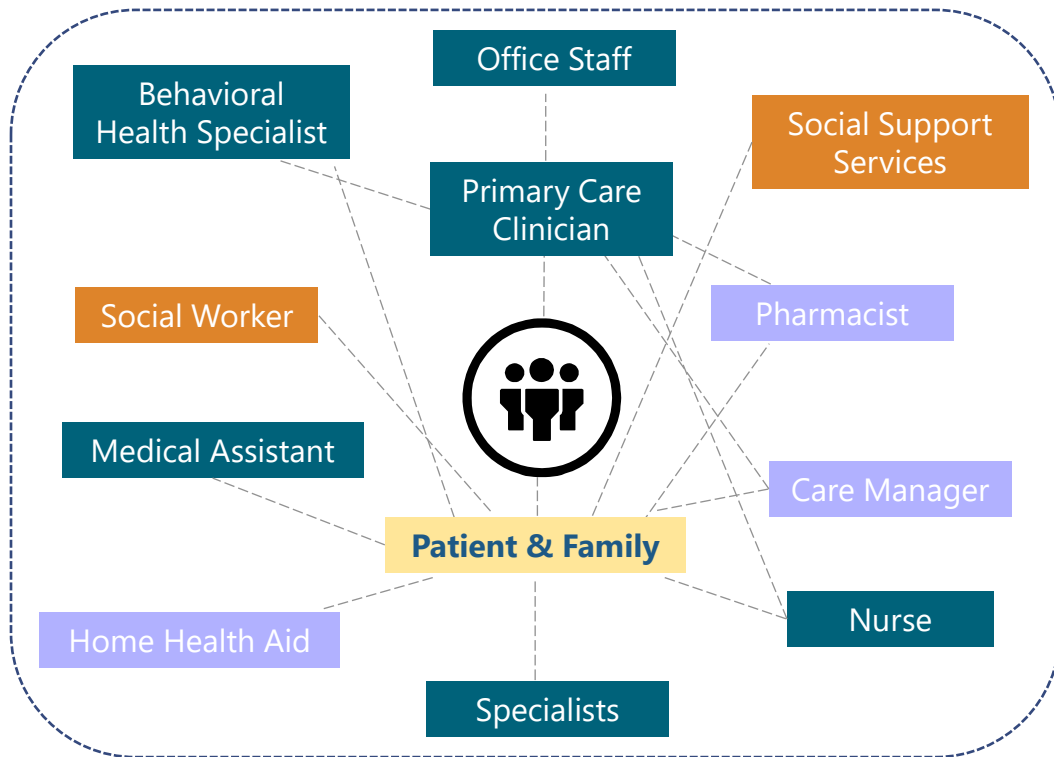 Office Staff
Behavioral
Health Specialist
Social Support
Services
Primary Care
Clinician
Social Worker
Pharmacist
Medical Assistant
Care Manager
Patient & Family
Home Health Aid
Nurse
Specialists